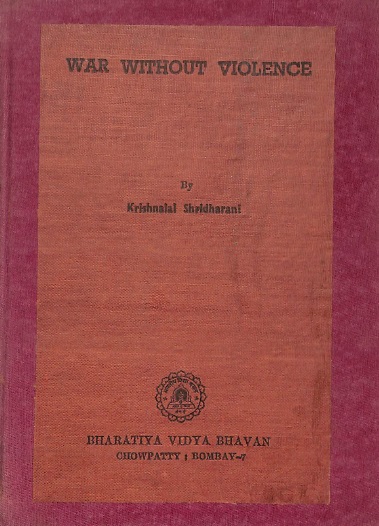 WAR WITHOUT VIOLENCE
By
Krishnalal Shridharani
BHARATIYA VIDYA BHAVAN
CHOWPATTY : BOMBAY-7